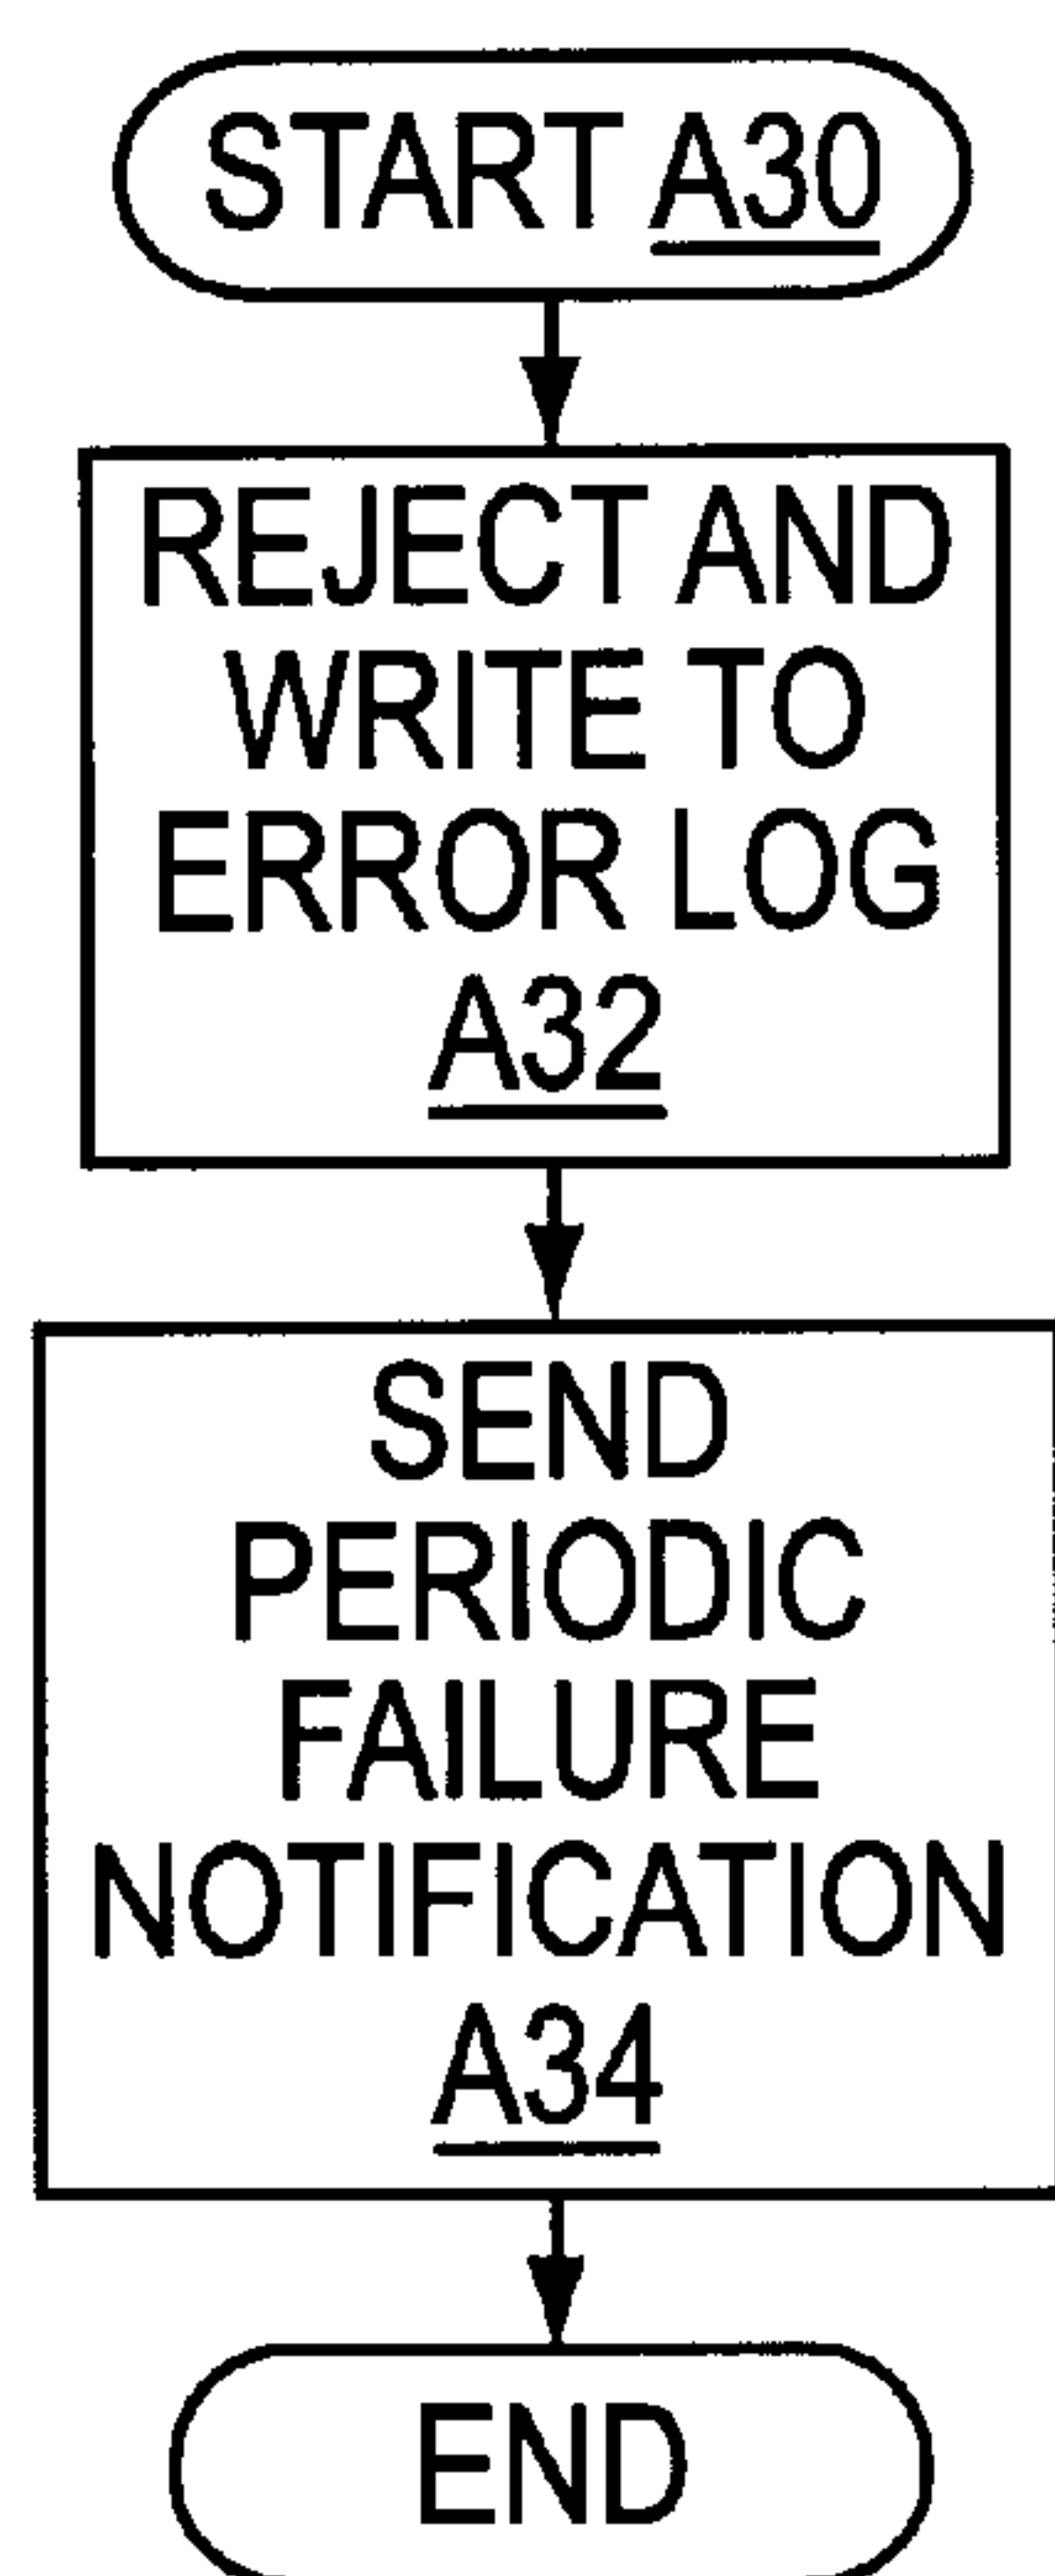 START A30
REJECT AND
WRITE TO
ERROR LOG
A32
SEND
PERIODIC
FAILURE
NOTIFICATION
A34
END